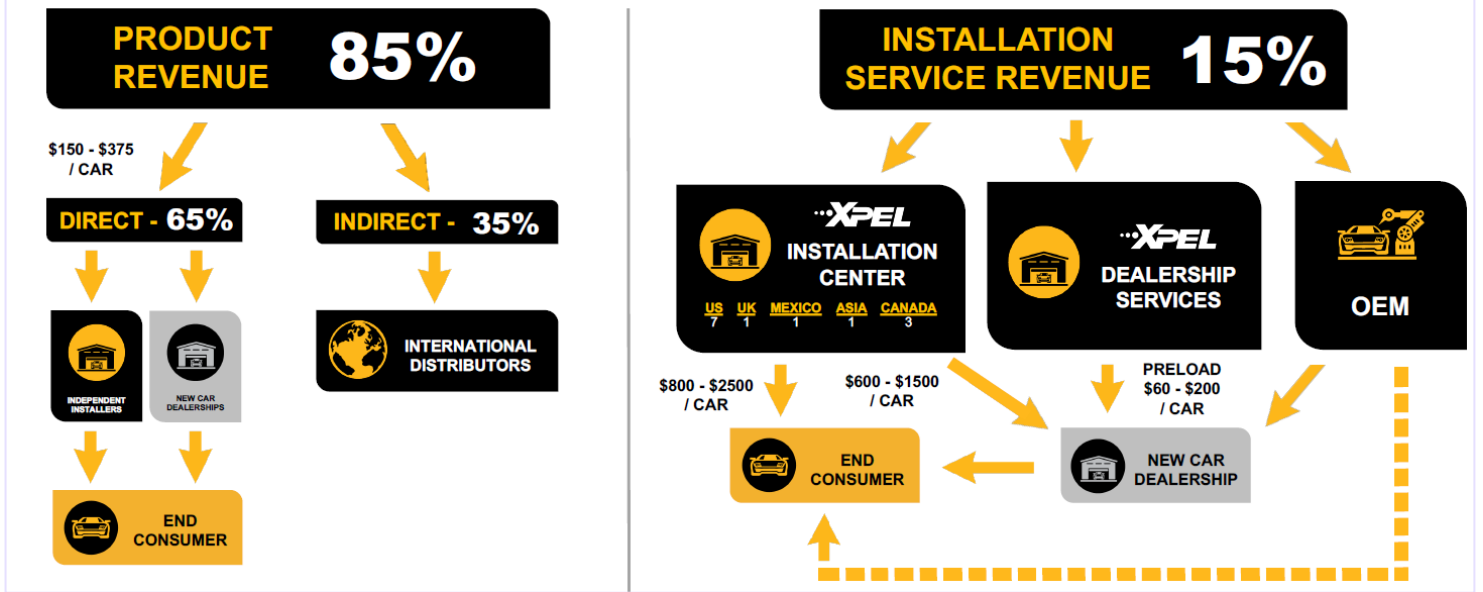 PRODUCT
REVENUE
85%
$150 - $375
/ CAR
DIRECT - 65%
INDIRECT - 35%
INDEPENDENT
INSTALLERS
NEW CAR
DEALERSHIPS
INTERNATIONAL
DISTRIBUTORS
END
CONSUMER
INSTALLATION
SERVICE REVENUE
15%
XPEL
INSTALLATION
CENTER
US UK MEXICO ASIA CANADA
7 1 1 1 3
XPEL
DEALERSHIP
SERVICES
OEM
$800 - $2500
/ CAR
$600 - $1500
/ CAR
PRELOAD
$60 - $200
/ CAR
END
CONSUMER
NEW CAR
DEALERSHIP